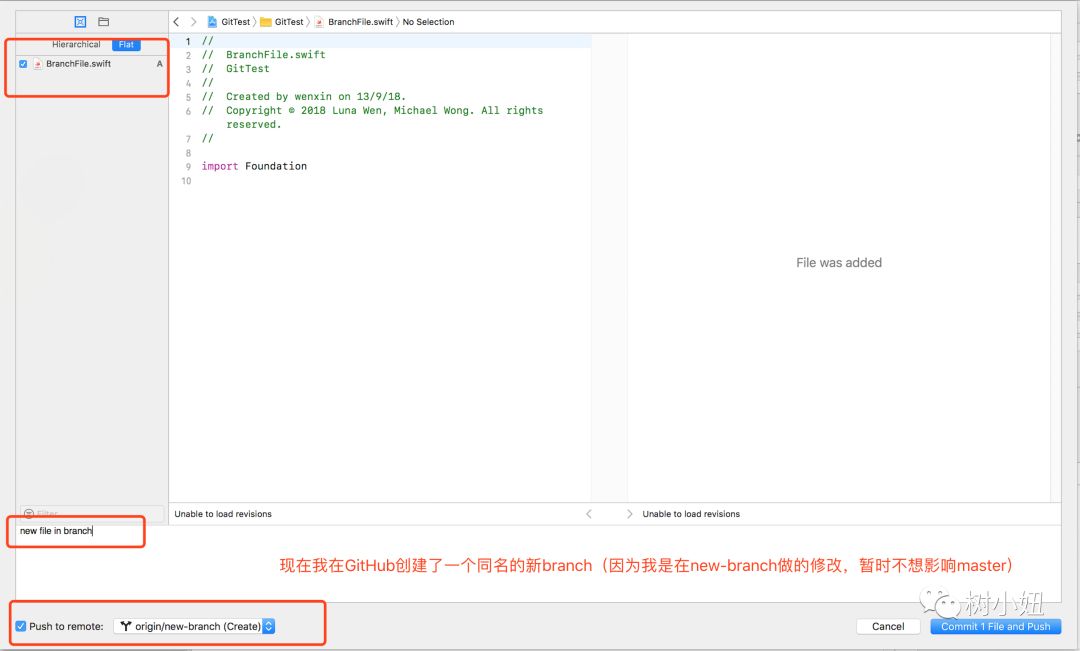 GitTest GitTest BranchFile.swift No Selection
Hierarchical Flat
BranchFile.swift A
1 //
2 // BranchFile.swift
3 // GitTest
4 //
5 // Created by wenxin on 13/9/18.
6 // Copyright © 2018 Luna Wen, Michael Wong. All rights
reserved.
7 //
8
9 import Foundation
10
File was added
Filter
Unable to load revisions Unable to load revisions
new file in branch
现在我在GitHub创建了一个同名的新branch（因为我是在new-branch做的修改，暂时不想影响master）
树小妞
Push to remote: origin/new-branch (Create) Cancel Commit 1 File and Push